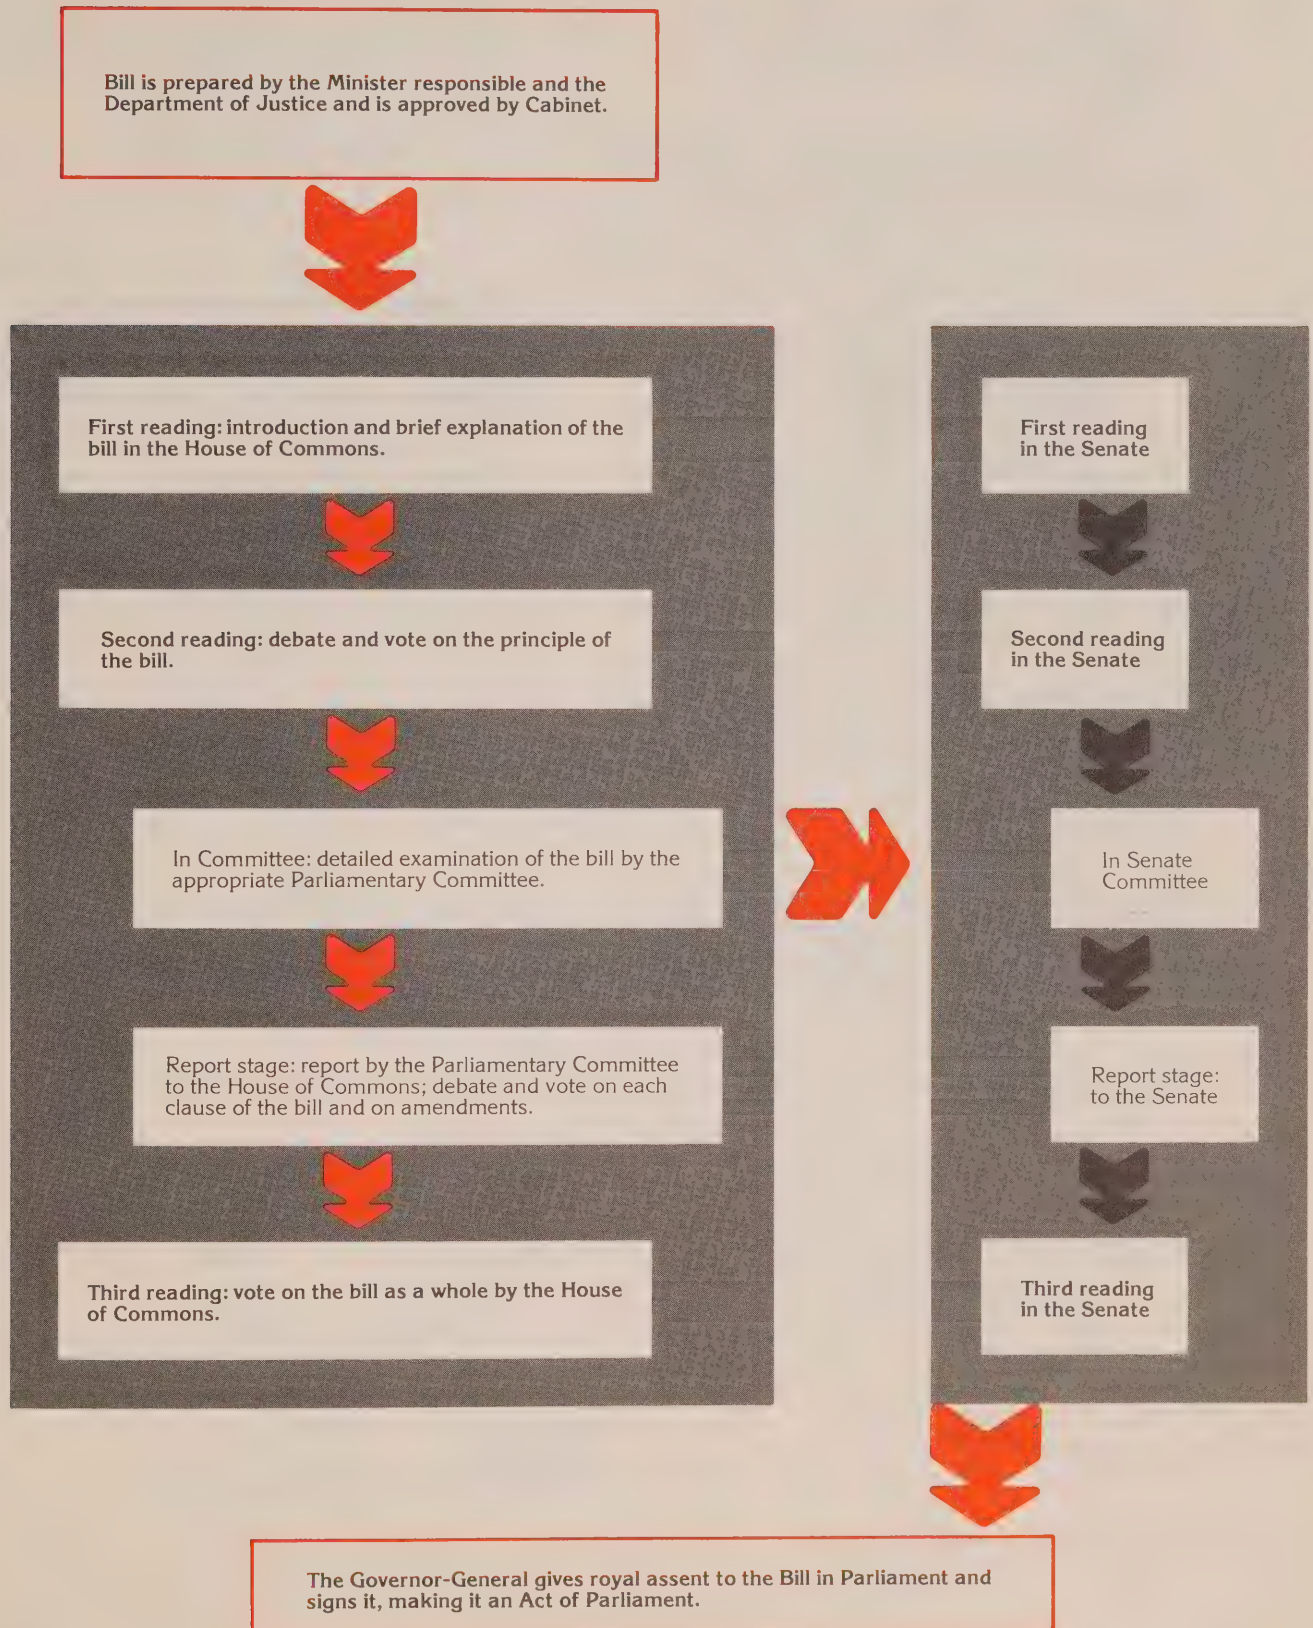 Bill is prepared by the Minister responsible and the
Department of Justice and is approved by Cabinet.
First reading: introduction and brief explanation of the
bill in the House of Commons.
Second reading: debate and vote on the principle of
the bill.
In Committee: detailed examination of the bill by the
appropriate Parliamentary Committee.
Report stage: report by the Parliamentary Committee
to the House of Commons; debate and vote on each
clause of the bill and on amendments.
Third reading: vote on the bill as a whole by the House
of Commons.
First reading
in the Senate
Second reading
in the Senate
In Senate
Committee
Report stage:
to the Senate
Third reading
in the Senate
The Governor-General gives royal assent to the Bill in Parliament and
signs it, making it an Act of Parliament.